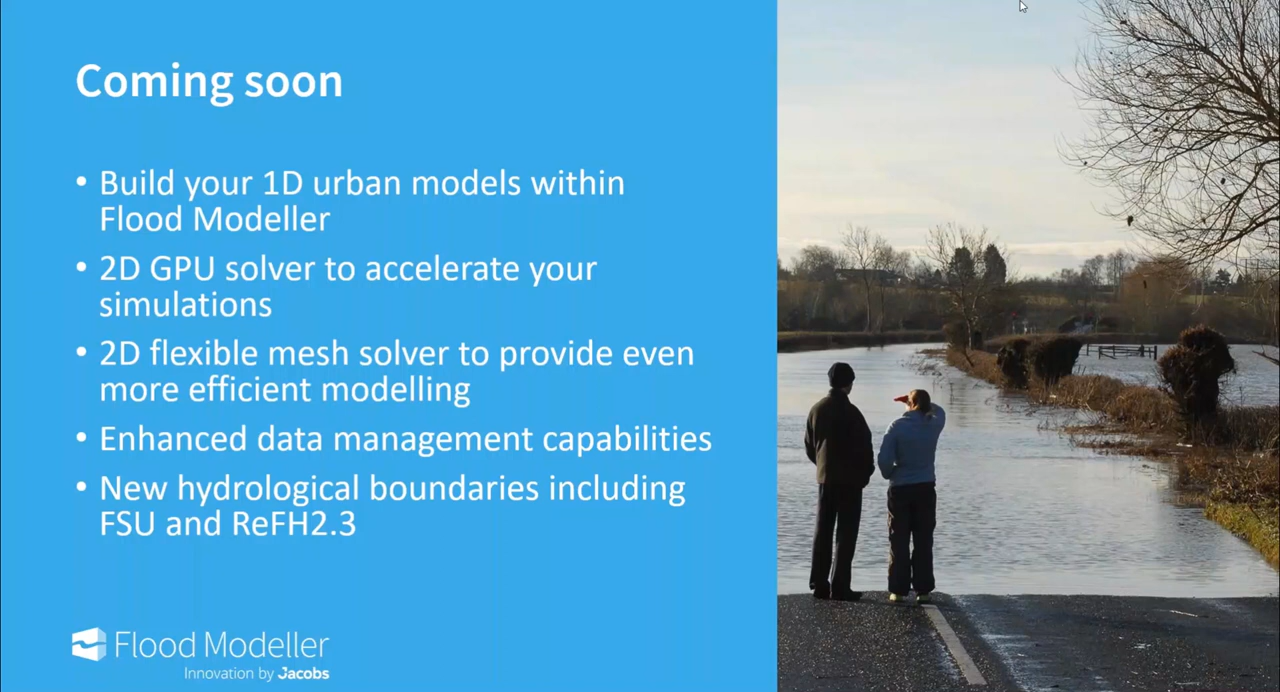 Coming soon
• Build your 1D urban models within
Flood Modeller
• 2D GPU solver to accelerate your
simulations
• 2D flexible mesh solver to provide even
more efficient modelling
• Enhanced data management capabilities
• New hydrological boundaries including
FSU and ReFH2.3
Flood Modeller
Innovation by Jacobs